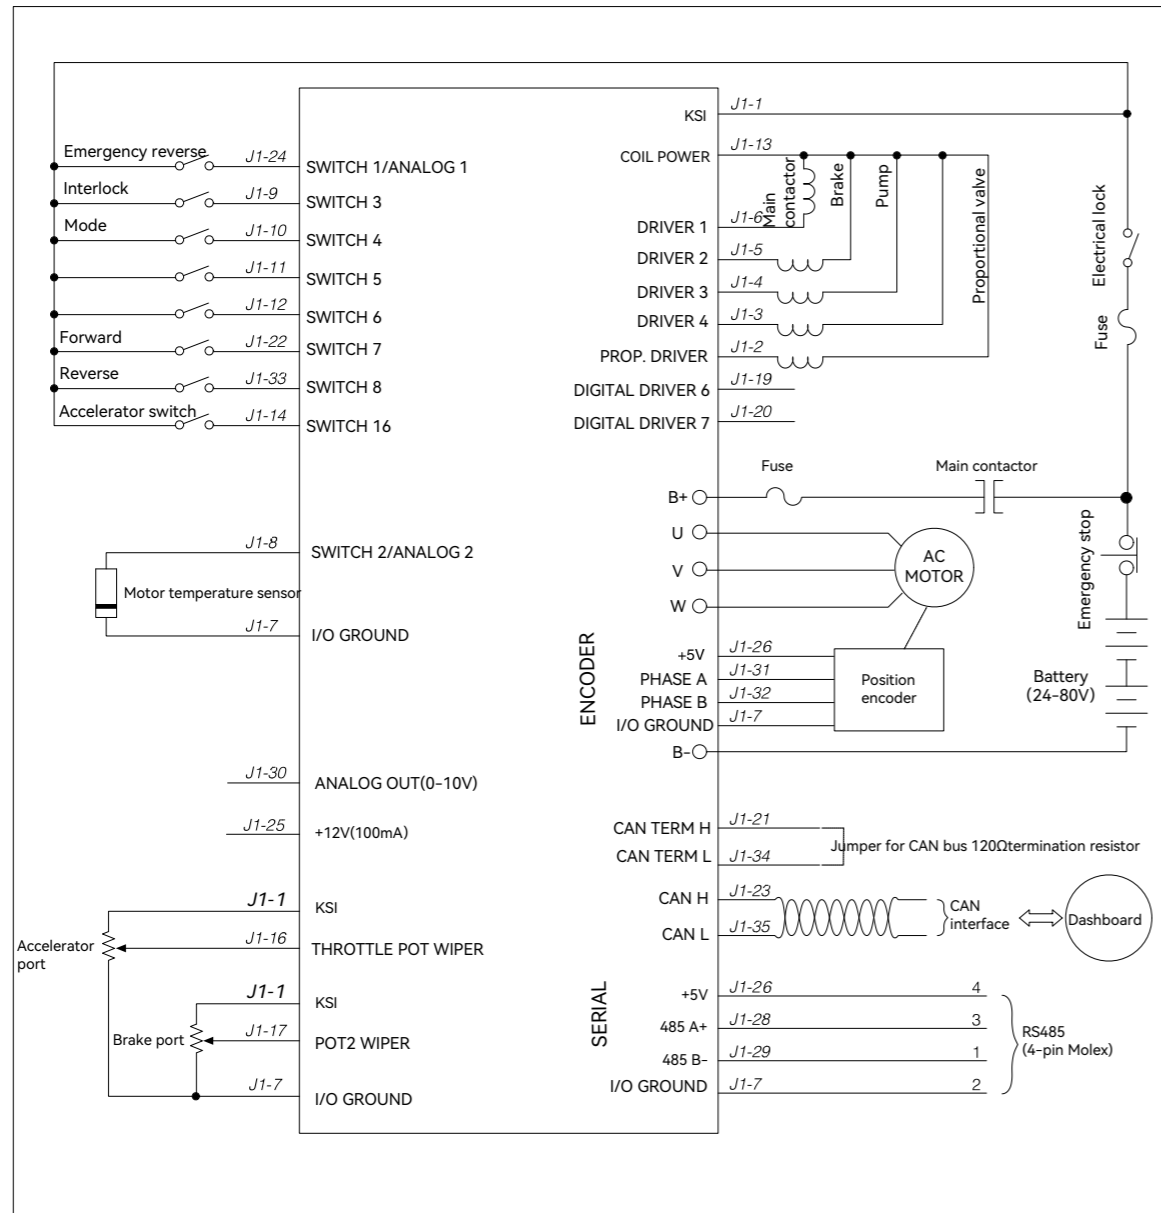 Emergency reverse
J1-24
SWITCH 1/ANALOG 1
Interlock
J1-9
SWITCH 3
Mode
J1-10
SWITCH 4
J1-11
SWITCH 5
J1-12
SWITCH 6
Forward
J1-22
SWITCH 7
Reverse
J1-33
SWITCH 8
Accelerator switch
J1-14
SWITCH 16
J1-8
SWITCH 2/ANALOG 2
Motor temperature sensor
J1-7
I/O GROUND
J1-30
ANALOG OUT(0-10V)
J1-25
+12V(100mA)
J1-1
KSI
Accelerator
port
J1-16
THROTTLE POT WIPER
J1-1
KSI
Brake port
J1-17
POT2 WIPER
J1-7
I/O GROUND
KSI
J1-1
COIL POWER
J1-13
Main
contactor
Brake
Pump
Proportional valve
DRIVER 1
J1-6
DRIVER 2
J1-5
DRIVER 3
J1-4
DRIVER 4
J1-3
PROP. DRIVER
J1-2
DIGITAL DRIVER 6
J1-19
DIGITAL DRIVER 7
J1-20
Electrical lock
Fuse
B+
Fuse
Main contactor
U
V
W
AC
MOTOR
Emergency stop
Battery
(24-80V)
ENCODER
+5V
J1-26
PHASE A
J1-31
PHASE B
J1-32
I/O GROUND
J1-7
Position
encoder
B-
CAN TERM H
J1-21
CAN TERM L
J1-34
Jumper for CAN bus 120Ωtermination resistor
CAN H
J1-23
CAN L
J1-35
CAN
interface
Dashboard
SERIAL
+5V
J1-26
4
485 A+
J1-28
3
485 B-
J1-29
1
I/O GROUND
J1-7
2
RS485
(4-pin Molex)